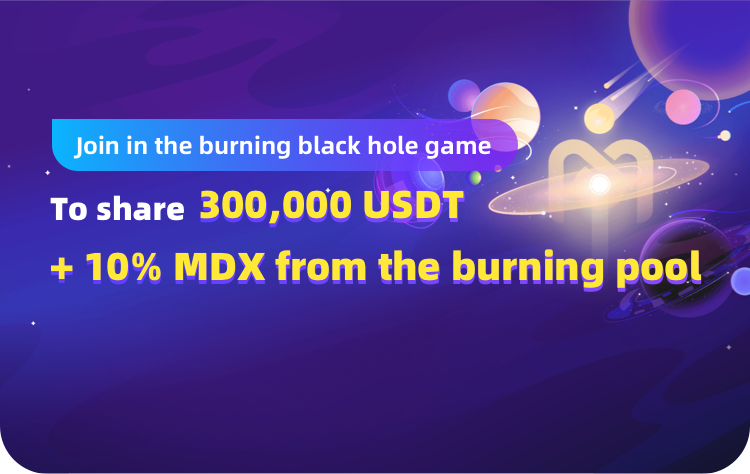 Join in the burning black hole game
To share 300,000 USDT
+ 10% MDX from the burning pool